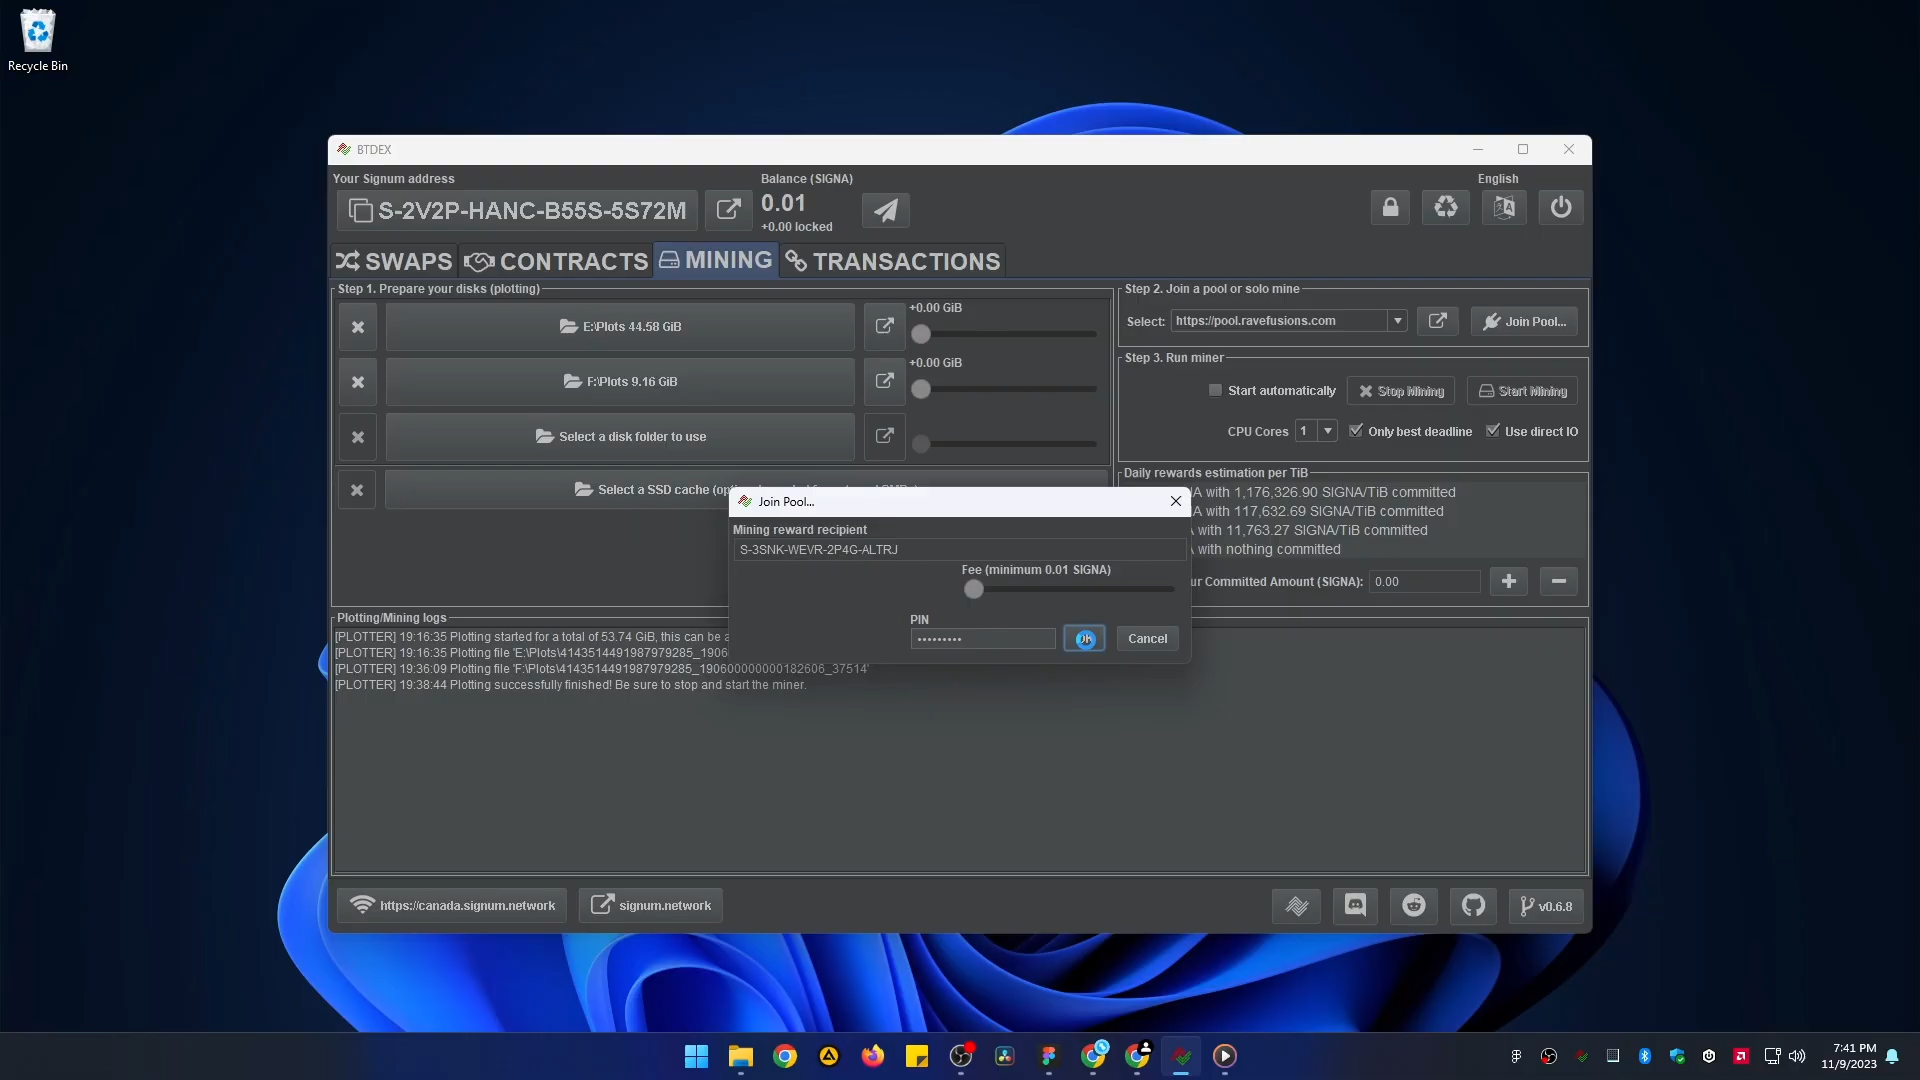 Recycle Bin
BTDEX
Your Signum address
S-2V2P-HANC-B55S-5S72M
Balance (SIGNA)
0.01
+0.00 locked
English
SWAPS
CONTRACTS
MINING
TRANSACTIONS
Step 1. Prepare your disks (plotting)
E:\Plots 44.58 GiB
+0.00 GiB
F:\Plots 9.16 GiB
+0.00 GiB
Select a disk folder to use
Select a SSD cache
Step 2. Join a pool or solo mine
Select: https://pool.ravefusions.com
Join Pool...
Step 3. Run miner
Start automatically
Stop Mining
Start Mining
CPU Cores 1
Only best deadline
Use direct IO
Daily rewards estimation per TiB
with 1,176,326.90 SIGNA/TiB committed
with 117,632.69 SIGNA/TiB committed
with 11,763.27 SIGNA/TiB committed
with nothing committed
Committed Amount (SIGNA): 0.00
Join Pool...
Mining reward recipient
S-3SNK-WEVR-2P4G-ALTRJ
Fee (minimum 0.01 SIGNA)
PIN
•••••••••
Cancel
Plotting/Mining logs
[PLOTTER] 19:16:35 Plotting started for a total of 53.74 GiB, this can be a
[PLOTTER] 19:16:35 Plotting file 'E:\Plots\4143514491987979285_1906
[PLOTTER] 19:36:09 Plotting file 'F:\Plots\4143514491987979285_190600000000182606_37514'
[PLOTTER] 19:38:44 Plotting successfully finished! Be sure to stop and start the miner.
https://canada.signum.network
signum.network
v0.6.8
7:41 PM
11/9/2023